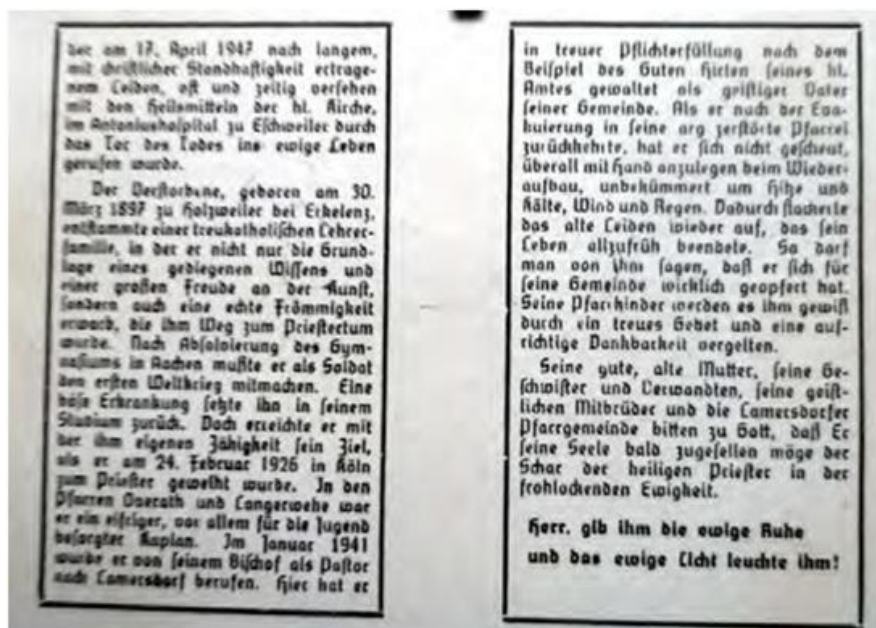 der am 17. April 1947 nach langem,
mit christlicher Standhaftigkeit ertrage-
nem Leiden, oft und zeitig versehen
mit den Heilsmitteln der hl. Kirche,
im Antoniushospital zu Eschweiler durch
das Tor des Todes ins ewige Leben
gerufen wurde.
Der Verstorbene, geboren am 30.
März 1897 zu Holzweiler bei Erkelenz,
entstammte einer treukatholischen Lehrer-
familie, in der er nicht nur die Grund-
lage eines gediegenen Wissens und
einer großen Freude an der Kunst,
sondern auch eine echte Frömmigkeit
erwarb, die ihm Weg zum Priestertum
wurde. Nach Absolvierung des Gym-
nasiums in Aachen mußte er als Soldat
den ersten Weltkrieg mitmachen. Eine
böse Erkrankung setzte ihn in seinem
Studium zurück. Doch erreichte er mit
der ihm eigenen Zähigkeit sein Ziel,
als er am 24. Februar 1926 in Köln
zum Priester geweiht wurde. In den
Pfarren Overath und Langerwehe war
er ein eifriger, vor allem für die Jugend
besorgter Kaplan. Im Januar 1941
wurde er von seinem Bischof als Pastor
nach Lamersdorf berufen. Hier hat er
in treuer Pflichterfüllung nach dem
Beispiel des Guten Hirten seines hl.
Amtes gewaltet als geistiger Vater
seiner Gemeinde. Als er nach der Eva-
kuierung in seine arg zerstörte Pfarrei
zurückkehrte, hat er sich nicht gescheut,
überall mit Hand anzulegen beim Wieder-
aufbau, unbekümmert um Hitze und
Kälte, Wind und Regen. Dadurch flackerte
das alte Leiden wieder auf, das sein
Leben allzufrüh beendete. So darf
man von ihm sagen, daß er sich für
seine Gemeinde wirklich geopfert hat.
Seine Pfarrkinder werden es ihm gewiß
durch ein treues Gebet und eine auf-
richtige Dankbarkeit vergelten.
Seine gute, alte Mutter, seine Ge-
schwister und Verwandten, seine geist-
lichen Mitbrüder und die Lamersdorfer
Pfarrgemeinde bitten zu Gott, daß Er
seine Seele bald zugesellen möge der
Schar der heiligen Priester in der
frohlockenden Ewigkeit.
Herr, gib ihm die ewige Ruhe
und das ewige Licht leuchte ihm!